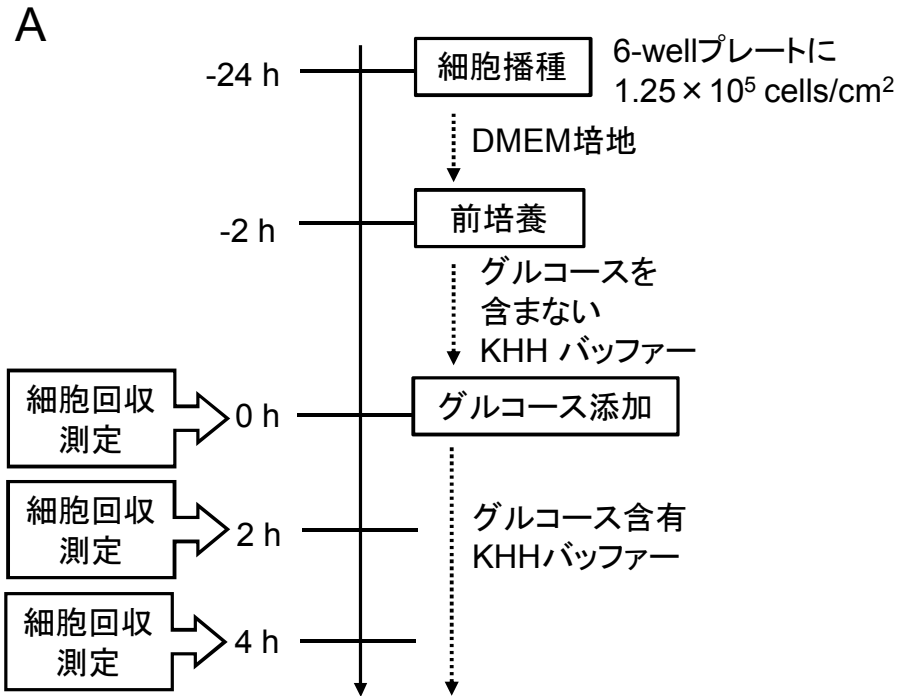 A
-24 h
細胞播種
6-wellプレートに
1.25×10⁵ cells/cm²
DMEM培地
-2 h
前培養
グルコースを
含まない
KHH バッファー
細胞回収
測定
0 h
グルコース添加
細胞回収
測定
2 h
グルコース含有
KHHバッファー
細胞回収
測定
4 h